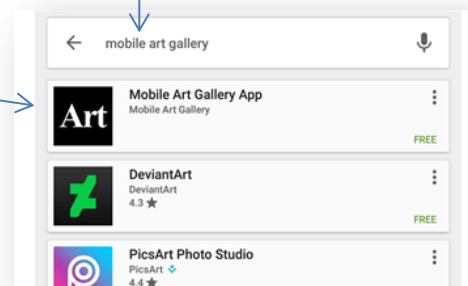 mobile art gallery
Art
Mobile Art Gallery App
Mobile Art Gallery
FREE
DeviantArt
DeviantArt
4.3 ★
FREE
PicsArt Photo Studio
PicsArt
4.4 ★